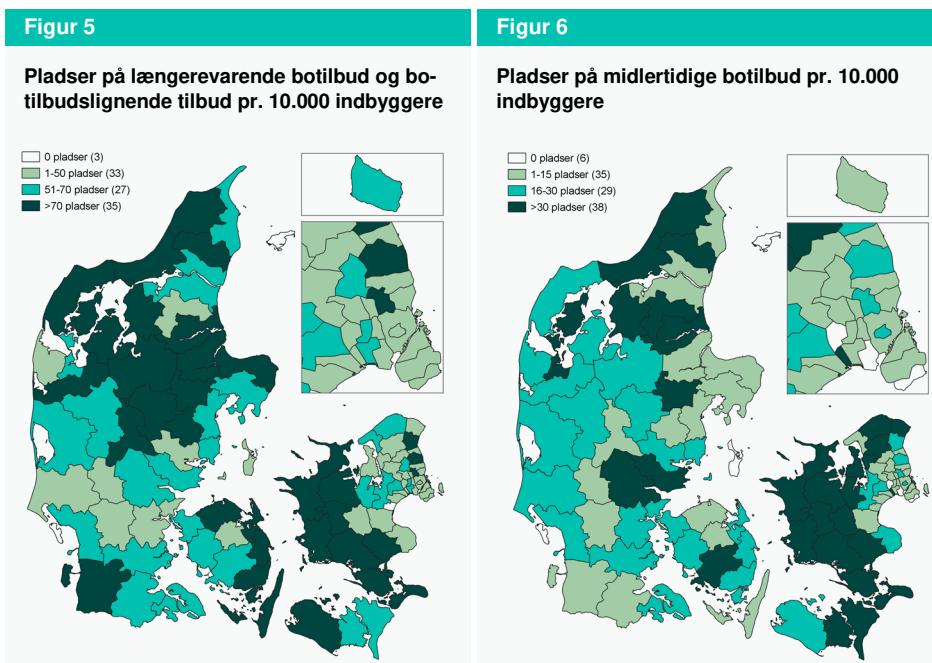 Figur 5
Pladser på længerevarende botilbud og bo-
tilbudslignende tilbud pr. 10.000 indbyggere
0 pladser (3)
1-50 pladser (33)
51-70 pladser (27)
>70 pladser (35)
Figur 6
Pladser på midlertidige botilbud pr. 10.000
indbyggere
0 pladser (6)
1-15 pladser (35)
16-30 pladser (29)
>30 pladser (38)